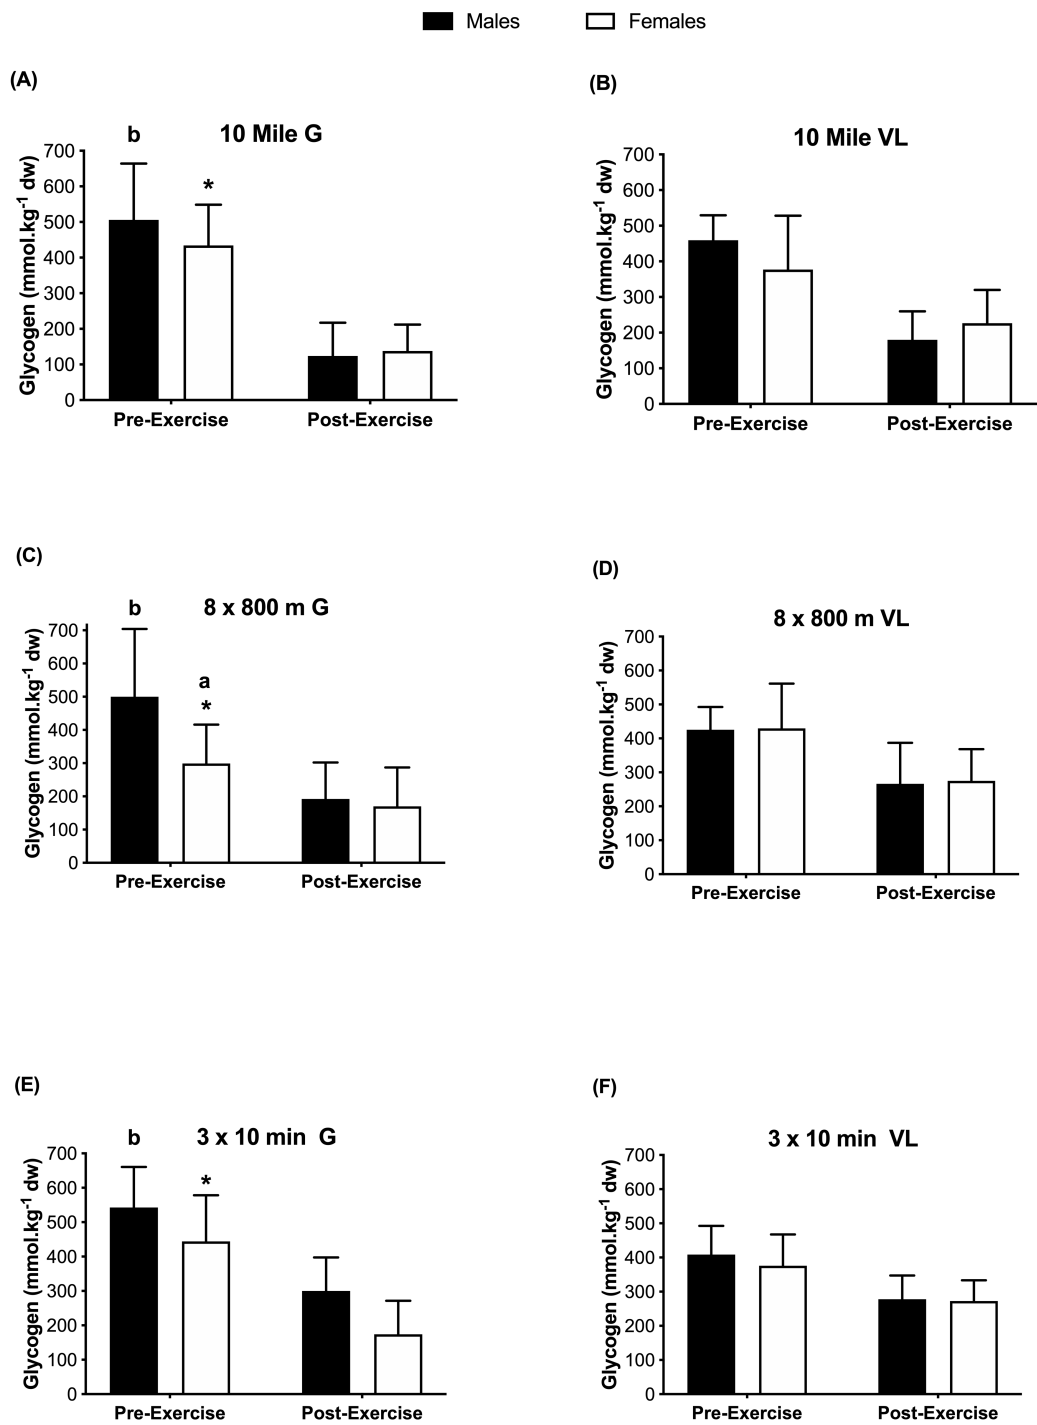 Males Females
(A)
b 10 Mile G
*
Glycogen (mmol.kg-1 dw)
700
600
500
400
300
200
100
0
Pre-Exercise Post-Exercise
(B)
10 Mile VL
Glycogen (mmol.kg-1 dw)
700
600
500
400
300
200
100
0
Pre-Exercise Post-Exercise
(C)
b 8 x 800 m G
a
*
Glycogen (mmol.kg-1 dw)
700
600
500
400
300
200
100
0
Pre-Exercise Post-Exercise
(D)
8 x 800 m VL
Glycogen (mmol.kg-1 dw)
700
600
500
400
300
200
100
0
Pre-Exercise Post-Exercise
(E)
b 3 x 10 min G
*
Glycogen (mmol.kg-1 dw)
700
600
500
400
300
200
100
0
Pre-Exercise Post-Exercise
(F)
3 x 10 min VL
Glycogen (mmol.kg-1 dw)
700
600
500
400
300
200
100
0
Pre-Exercise Post-Exercise